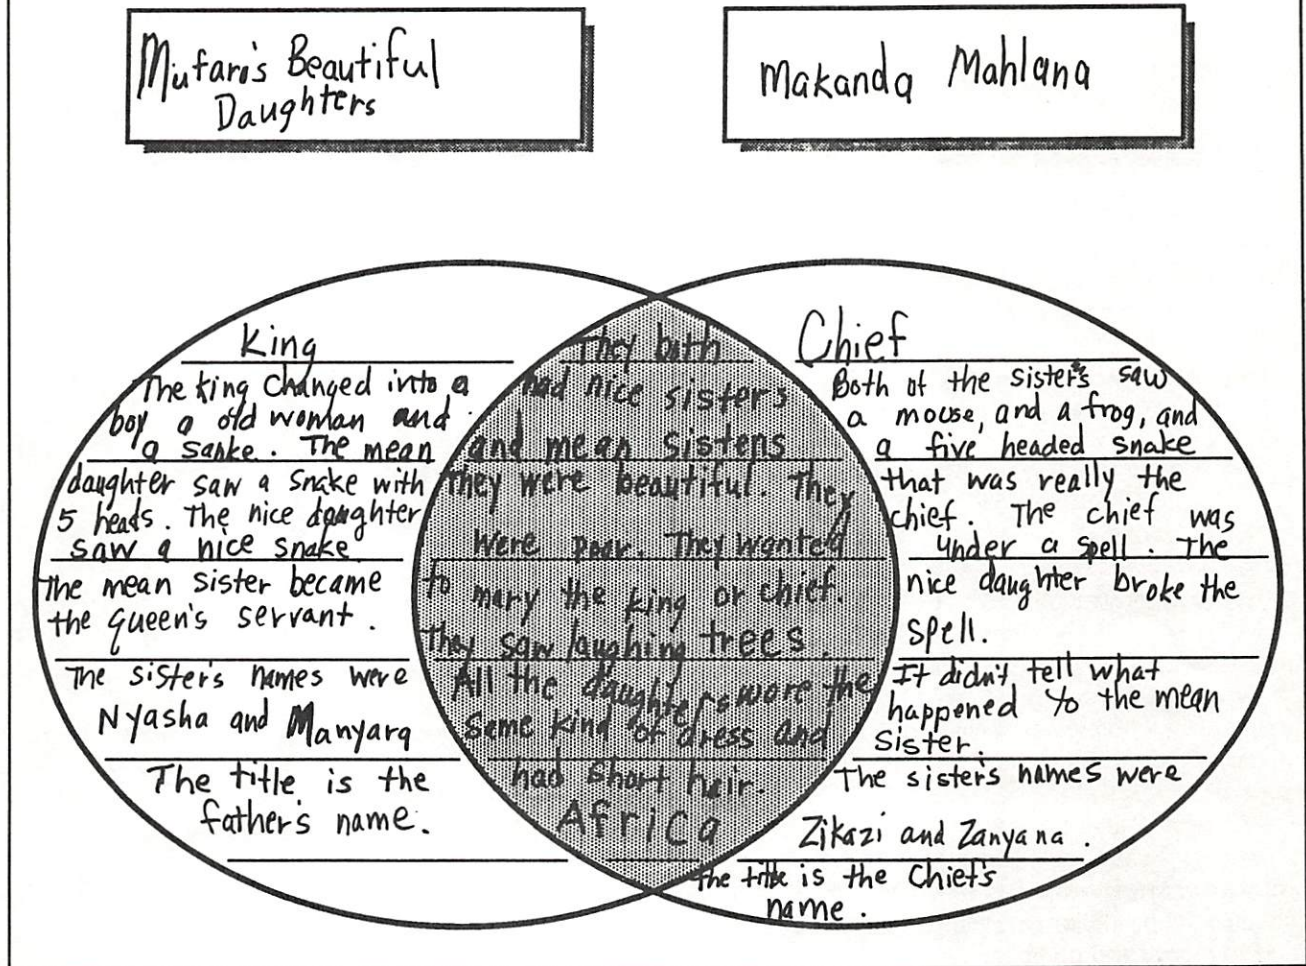 Mufaro's Beautiful
Daughters
Makanda Mahlana
King
The king changed into a
boy a old woman and
a sanke. The mean
daughter saw a snake with
5 heads. The nice daughter
saw a nice snake
the mean sister became
the queen's servant.
The sister's names were
Nyasha and Manyara
The title is the
father's name.
They both
had nice sisters
and mean sistens
They were beautiful. They
were poor. They wanted
to mary the king or chief.
They saw laughing trees.
All the daughters wore the
same kind of dress and
had short hair.
Africa
Chief
Both of the sister's saw
a mouse, and a frog, and
a five headed snake
that was really the
chief. The chief was
under a spell. The
nice daughter broke the
spell.
It didn't tell what
happened to the mean
sister.
The sister's names were
Zikazi and Zanyana.
The title is the Chief's
name.